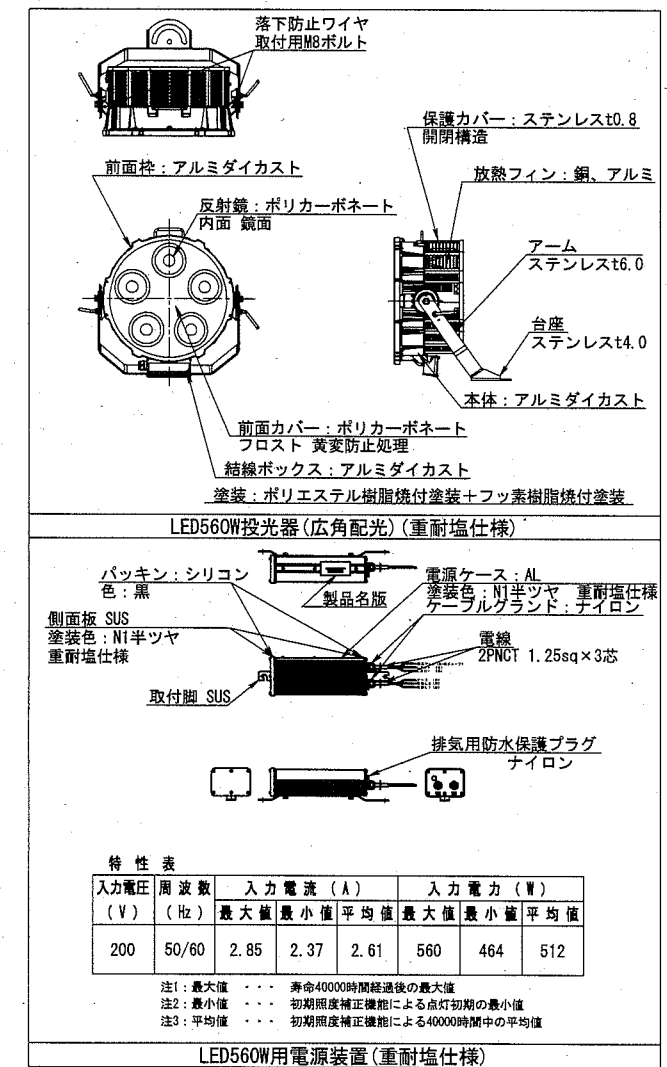 落下防止ワイヤ
取付用M8ボルト
保護カバー：ステンレスt0.8
開閉構造
前面枠：アルミダイカスト
放熱フィン：銅、アルミ
反射鏡：ポリカーボネート
内面 鏡面
アーム
ステンレスt6.0
台座
ステンレスt4.0
本体：アルミダイカスト
前面カバー：ポリカーボネート
フロスト 黄変防止処理
結線ボックス：アルミダイカスト
塗装：ポリエステル樹脂焼付塗装＋フッ素樹脂焼付塗装
LED560W投光器(広角配光)(重耐塩仕様)
パッキン：シリコン
色：黒
製品名版
電源ケース：AL
塗装色：N1半ツヤ 重耐塩仕様
ケーブルグランド：ナイロン
側面板 SUS
塗装色：N1半ツヤ
重耐塩仕様
電線
2PNCT 1.25sq×3芯
取付脚 SUS
排気用防水保護プラグ
ナイロン
特 性 表
入力電圧 周 波 数 入 力 電 流 (A) 入 力 電 力 (W)
(V) (Hz) 最 大 値 最 小 値 平 均 値 最 大 値 最 小 値 平 均 値
200 50/60 2.85 2.37 2.61 560 464 512
注1：最大値 ・・・ 寿命40000時間経過後の最大値
注2：最小値 ・・・ 初期照度補正機能による点灯初期の最小値
注3：平均値 ・・・ 初期照度補正機能による40000時間中の平均値
LED560W用電源装置(重耐塩仕様)